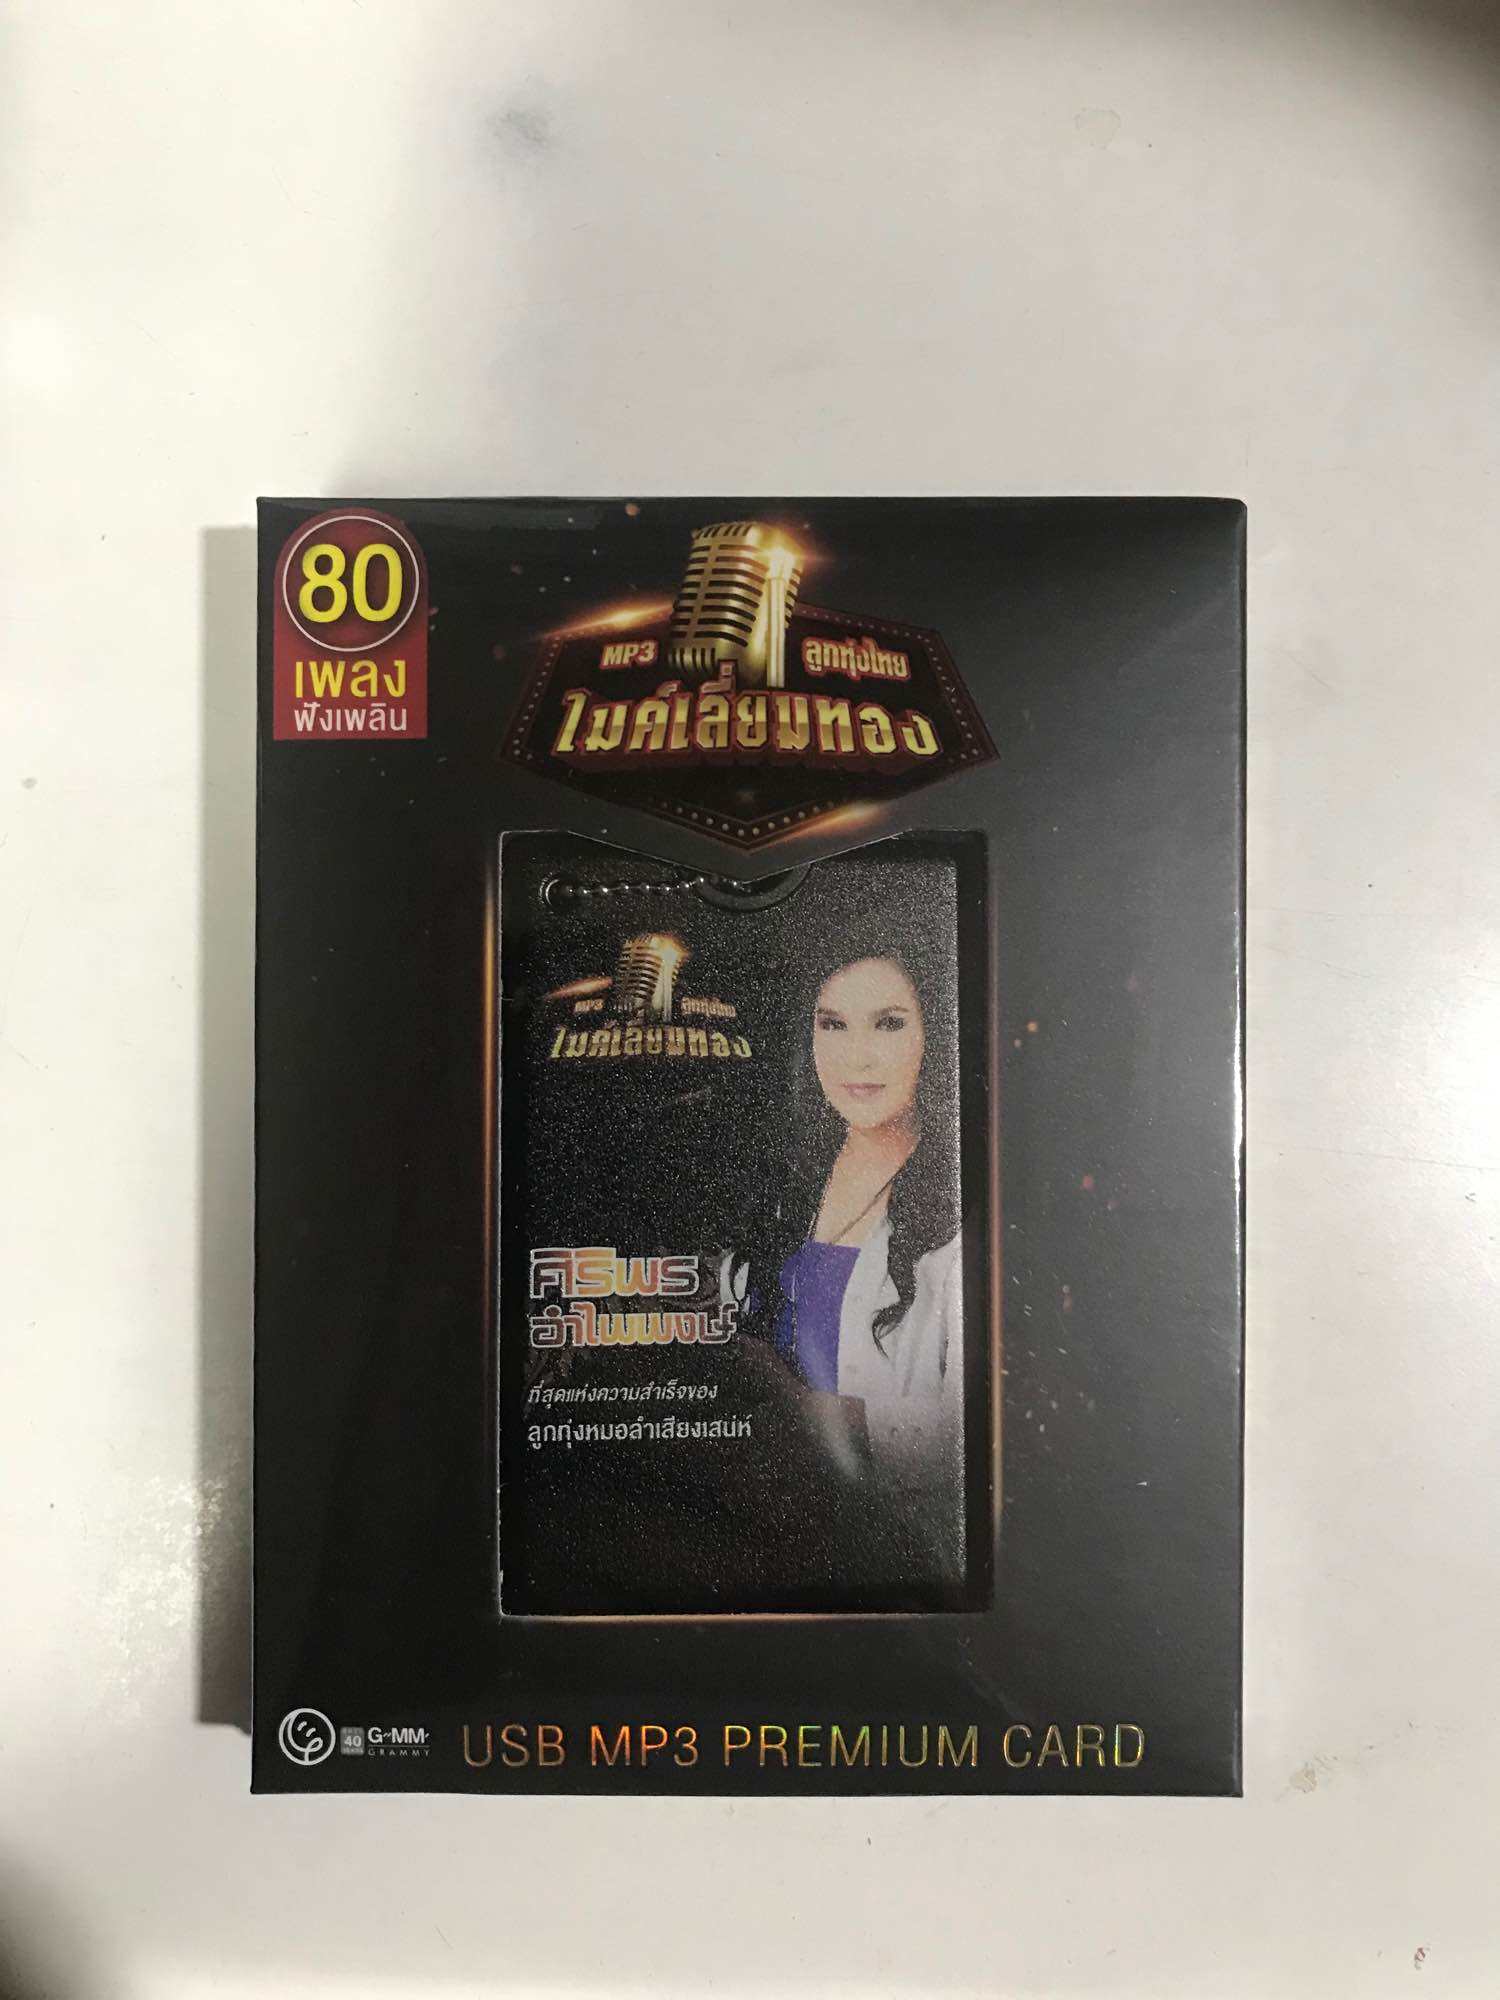 80
เพลง
ฟังเพลิน
MP3 ลูกทุ่งไทย
ไมค์เลี่ยมทอง
MP3 ลูกทุ่งไทย
ไมค์เลี่ยมทอง
ศิริพร
อำไพพงษ์
ที่สุดแห่งความสำเร็จของ
ลูกทุ่งหมอลำเสียงเสน่ห์
40
G"MM'
GRAMMY
USB MP3 PREMIUM CARD